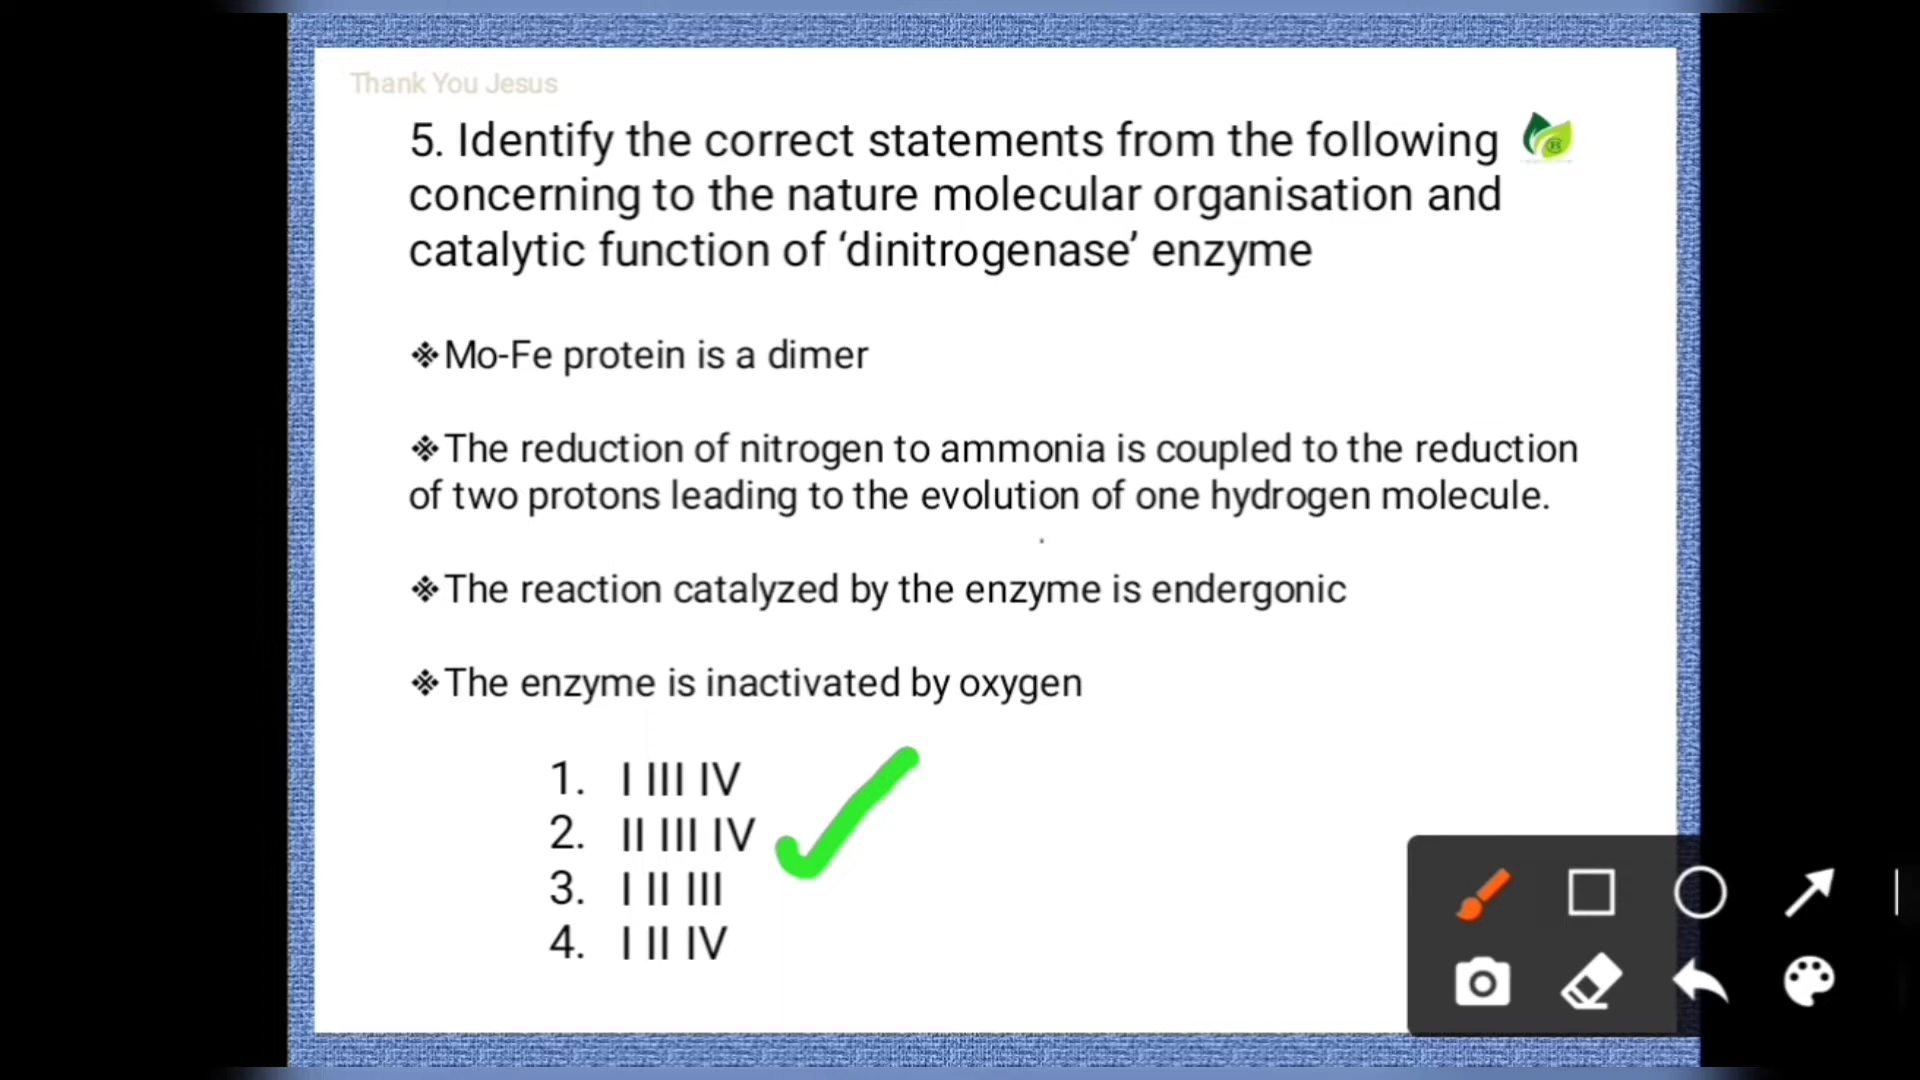 Thank You Jesus
5. Identify the correct statements from the following
concerning to the nature molecular organisation and
catalytic function of ‘dinitrogenase’ enzyme
❖Mo-Fe protein is a dimer
❖The reduction of nitrogen to ammonia is coupled to the reduction
of two protons leading to the evolution of one hydrogen molecule.
❖The reaction catalyzed by the enzyme is endergonic
❖The enzyme is inactivated by oxygen
1. I III IV
2. II III IV
3. I II III
4. I II IV